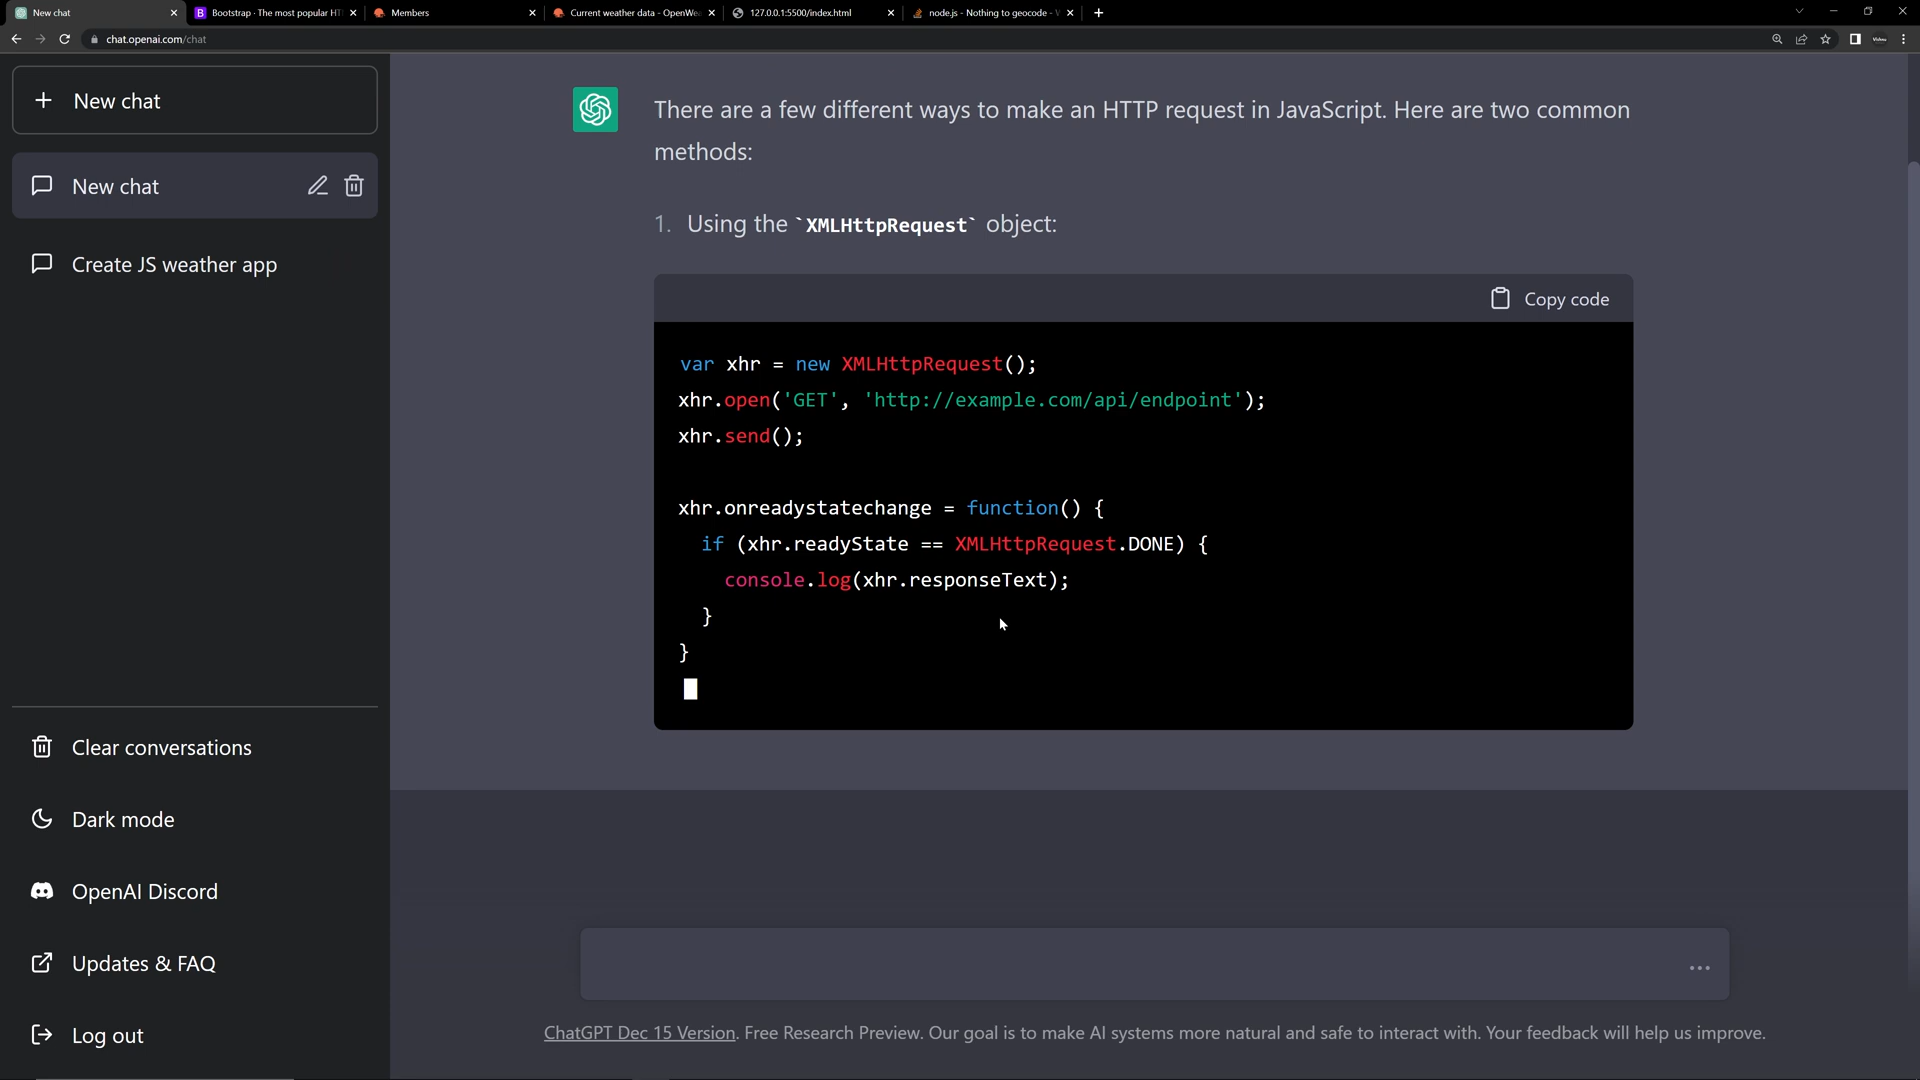 New chat
Bootstrap · The most popular HT
Members
Current weather data - OpenWea
127.0.0.1:5500/index.html
node.js - Nothing to geocode -
chat.openai.com/chat
New chat
New chat
Create JS weather app
Clear conversations
Dark mode
OpenAI Discord
Updates & FAQ
Log out
There are a few different ways to make an HTTP request in JavaScript. Here are two common
methods:
1. Using the `XMLHttpRequest` object:
Copy code
var xhr = new XMLHttpRequest();
xhr.open('GET', 'http://example.com/api/endpoint');
xhr.send();
xhr.onreadystatechange = function() {
if (xhr.readyState == XMLHttpRequest.DONE) {
console.log(xhr.responseText);
}
}
ChatGPT Dec 15 Version. Free Research Preview. Our goal is to make AI systems more natural and safe to interact with. Your feedback will help us improve.